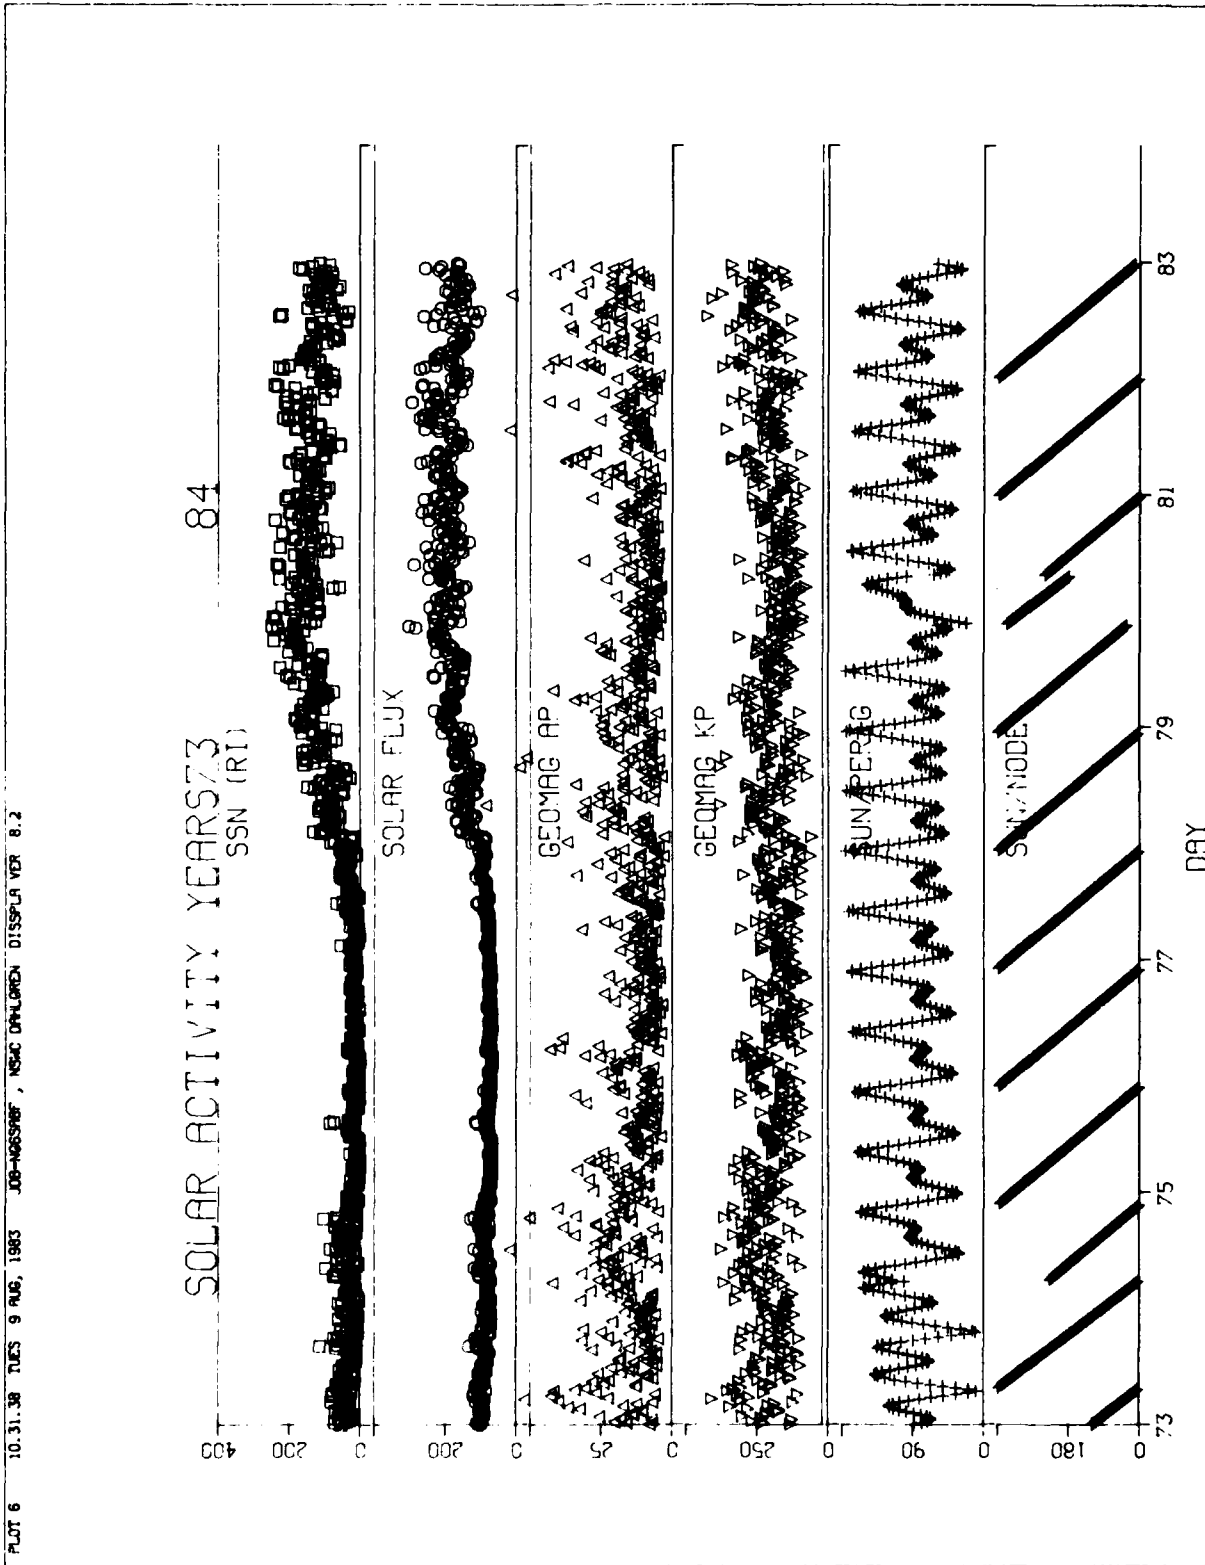 PLOT 6 10.31.38 TUES 9 AUG, 1983 JOB-NQ6SPABF , NSWC DAHLGREN DISSPLA VER 8.2
SOLAR ACTIVITY YEARS73 84
SSN (RI)
400
200
0
SOLAR FLUX
200
0
GEOMAG AP
25
0
GEOMAG KP
250
0
SUN/PERIG
90
0
SUN/NODE
180
0
73 75 77 79 81 83
DAY